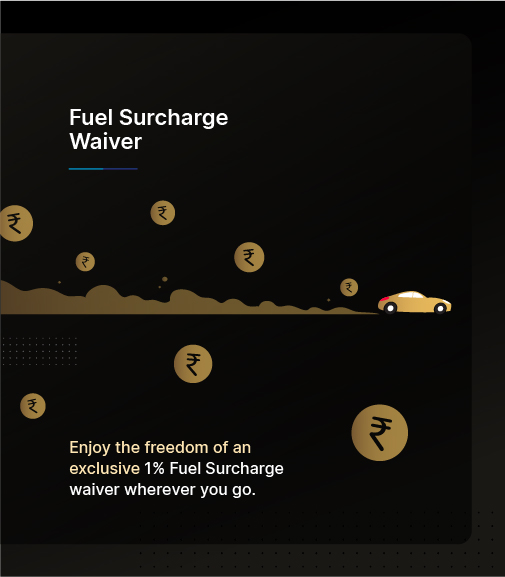 Fuel Surcharge
Waiver
₹
₹
₹
₹
₹
₹
₹
₹
Enjoy the freedom of an
exclusive 1% Fuel Surcharge
waiver wherever you go.